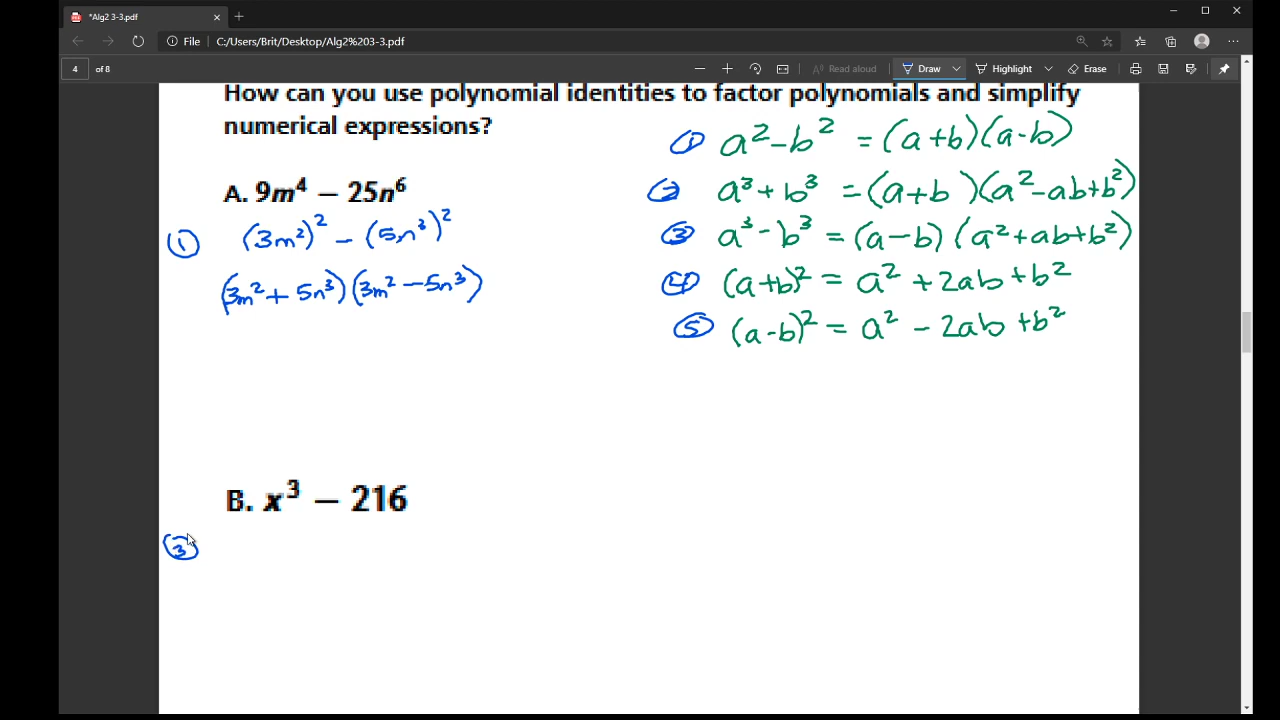 *Alg2 3-3.pdf
File | C:/Users/Brit/Desktop/Alg2%203-3.pdf
4 of 8
Read aloud Draw Highlight Erase
How can you use polynomial identities to factor polynomials and simplify
numerical expressions?
A. 9m⁴ − 25n⁶
① (3m²)² − (5n³)²
(3m² + 5n³)(3m² − 5n³)
① a² − b² = (a+b)(a-b)
② a³ + b³ = (a+b)(a² − ab + b²)
③ a³ − b³ = (a−b)(a² + ab + b²)
④ (a+b)² = a² + 2ab + b²
⑤ (a-b)² = a² − 2ab + b²
B. x³ − 216
③